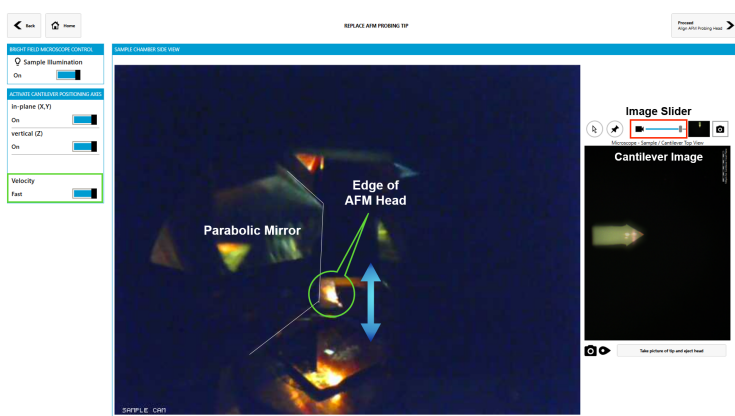 Back
Home
REPLACE AFM PROBING TIP
Proceed
Align AFM Probing Head
BRIGHT FIELD MICROSCOPE CONTROL
Sample Illumination
On
ACTIVATE CANTILEVER POSITIONING AXES
in-plane (X,Y)
On
vertical (Z)
On
Velocity
Fast
SAMPLE CHAMBER SIDE VIEW
Parabolic Mirror
Edge of
AFM Head
SAMPLE CAM
Image Slider
Microscope - Sample / Cantilever Top View
Cantilever Image
Take picture of tip and eject head